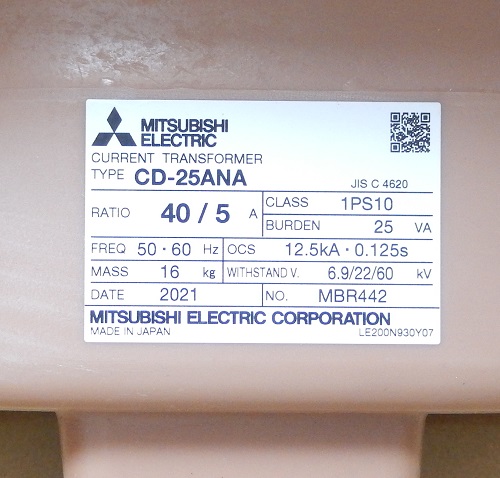 MITSUBISHI
ELECTRIC
CURRENT TRANSFORMER
TYPE CD-25ANA JIS C 4620
RATIO 40 / 5 A
CLASS 1PS10
BURDEN 25 VA
FREQ 50・60 Hz OCS 12.5kA・0.125s
MASS 16 kg WITHSTAND V. 6.9/22/60 kV
DATE 2021 NO. MBR442
MITSUBISHI ELECTRIC CORPORATION
MADE IN JAPAN LE200N930Y07